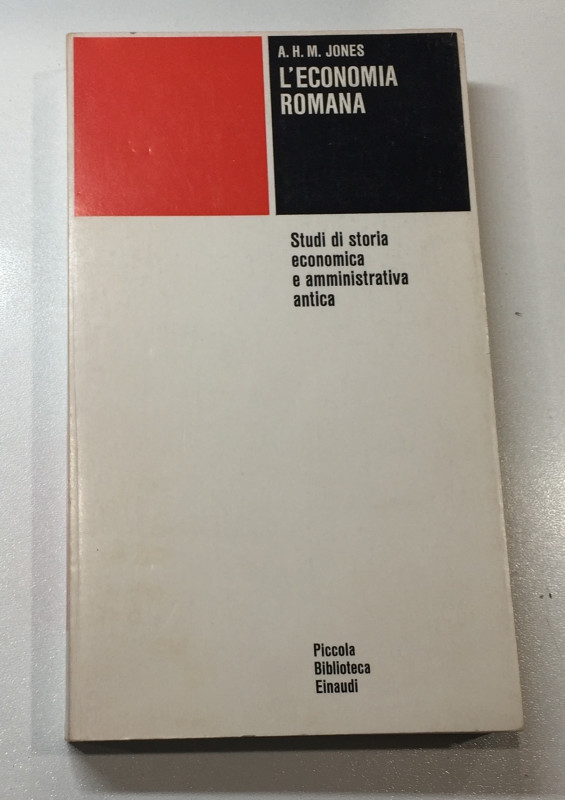 A. H. M. JONES
L'ECONOMIA
ROMANA
Studi di storia
economica
e amministrativa
antica
Piccola
Biblioteca
Einaudi